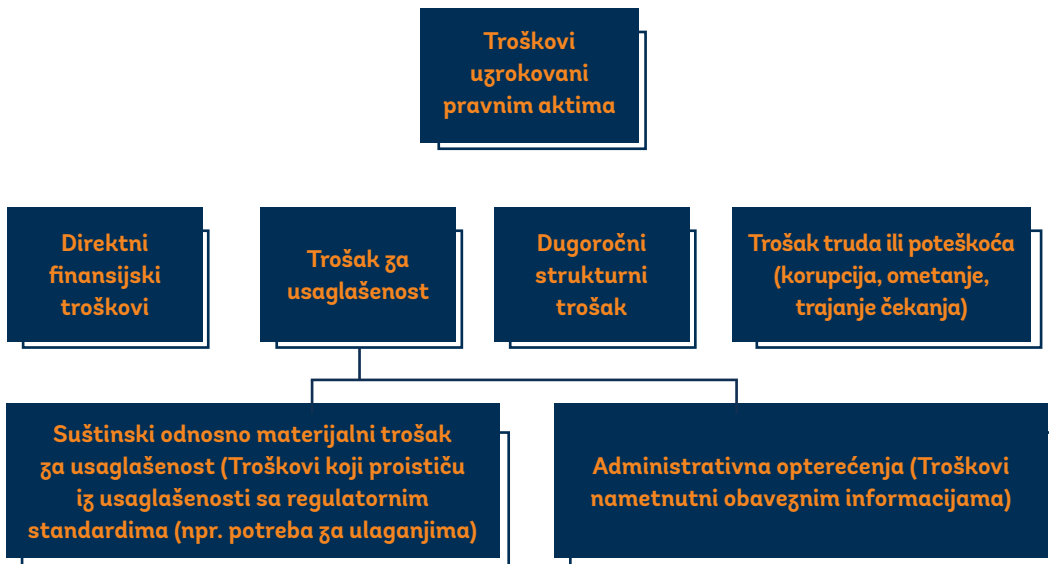 Troškovi
uzrokovani
pravnim aktima
Direktni
finansijski
troškovi
Trošak za
usaglašenost
Dugoročni
strukturni
trošak
Trošak truda ili poteškoća
(korupcija, ometanje,
trajanje čekanja)
Suštinski odnosno materijalni trošak
za usaglašenost (Troškovi koji proističu
iz usaglašenosti sa regulatornim
standardima (npr. potreba za ulaganjima)
Administrativna opterećenja (Troškovi
nametnutni obaveznim informacijama)